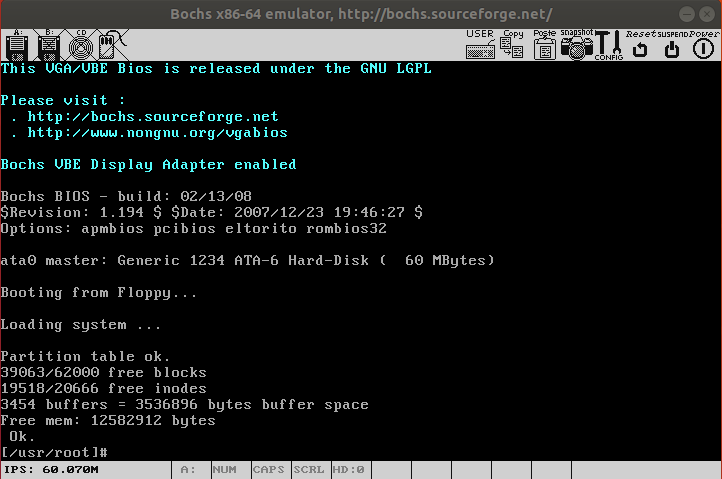 Bochs x86-64 emulator, http://bochs.sourceforge.net/
A: B: CD USER Copy Paste Snapshot CONFIG Reset SUSPEND Power
This VGA/VBE Bios is released under the GNU LGPL
Please visit :
. http://bochs.sourceforge.net
. http://www.nongnu.org/vgabios
Bochs VBE Display Adapter enabled
Bochs BIOS - build: 02/13/08
$Revision: 1.194 $ $Date: 2007/12/23 19:46:27 $
Options: apmbios pcibios eltorito rombios32
ata0 master: Generic 1234 ATA-6 Hard-Disk (  60 MBytes)
Booting from Floppy...
Loading system ...
Partition table ok.
39063/62000 free blocks
19518/20666 free inodes
3454 buffers = 3536896 bytes buffer space
Free mem: 12582912 bytes
Ok.
[/usr/root]#
IPS: 60.070M A: NUM CAPS SCRL HD:0